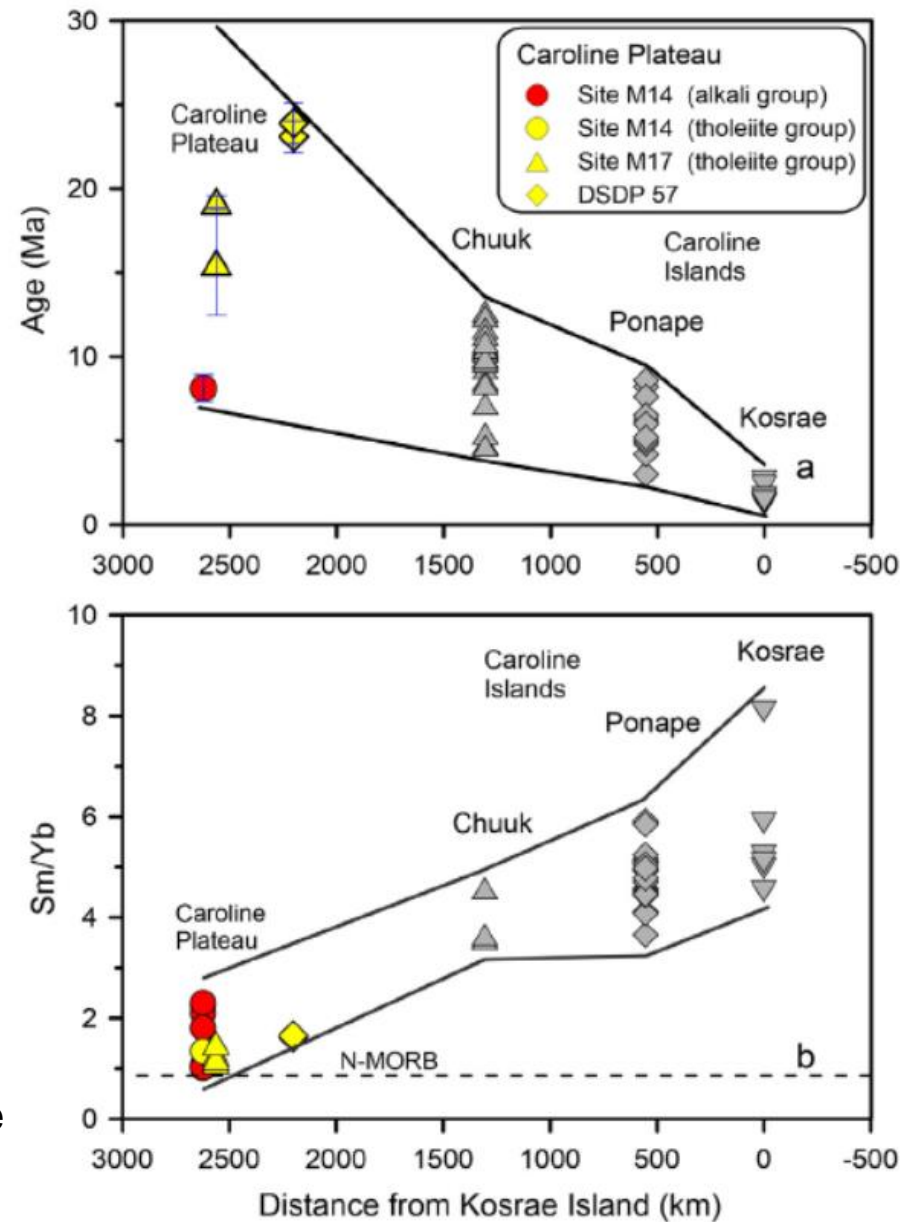 30
20
10
0
Age (Ma)
Caroline Plateau
Site M14 (alkali group)
Site M14 (tholeiite group)
Site M17 (tholeiite group)
DSDP 57
Caroline
Plateau
Chuuk
Caroline
Islands
Ponape
Kosrae
a
3000 2500 2000 1500 1000 500 0 -500
10
8
6
4
2
0
Sm/Yb
Caroline
Islands
Kosrae
Ponape
Chuuk
Caroline
Plateau
N-MORB
b
e
3000 2500 2000 1500 1000 500 0 -500
Distance from Kosrae Island (km)